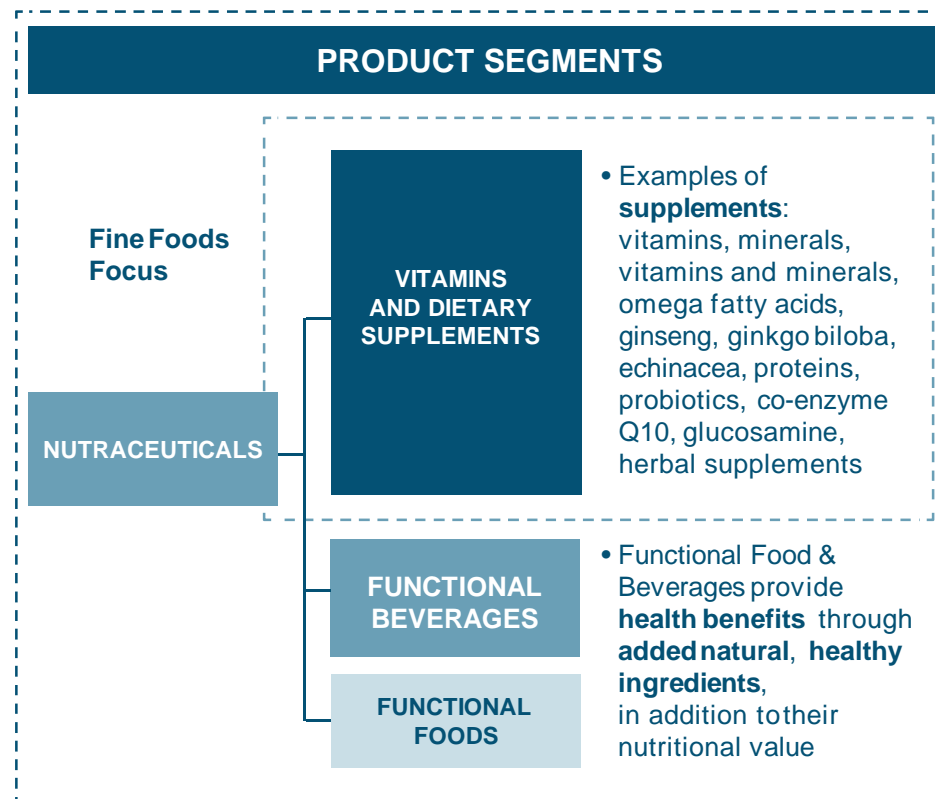 PRODUCT SEGMENTS
Fine Foods
Focus
NUTRACEUTICALS
VITAMINS
AND DIETARY
SUPPLEMENTS
• Examples of
supplements:
vitamins, minerals,
vitamins and minerals,
omega fatty acids,
ginseng, ginkgo biloba,
echinacea, proteins,
probiotics, co-enzyme
Q10, glucosamine,
herbal supplements
FUNCTIONAL
BEVERAGES
FUNCTIONAL
FOODS
• Functional Food &
Beverages provide
health benefits through
added natural, healthy
ingredients,
in addition to their
nutritional value